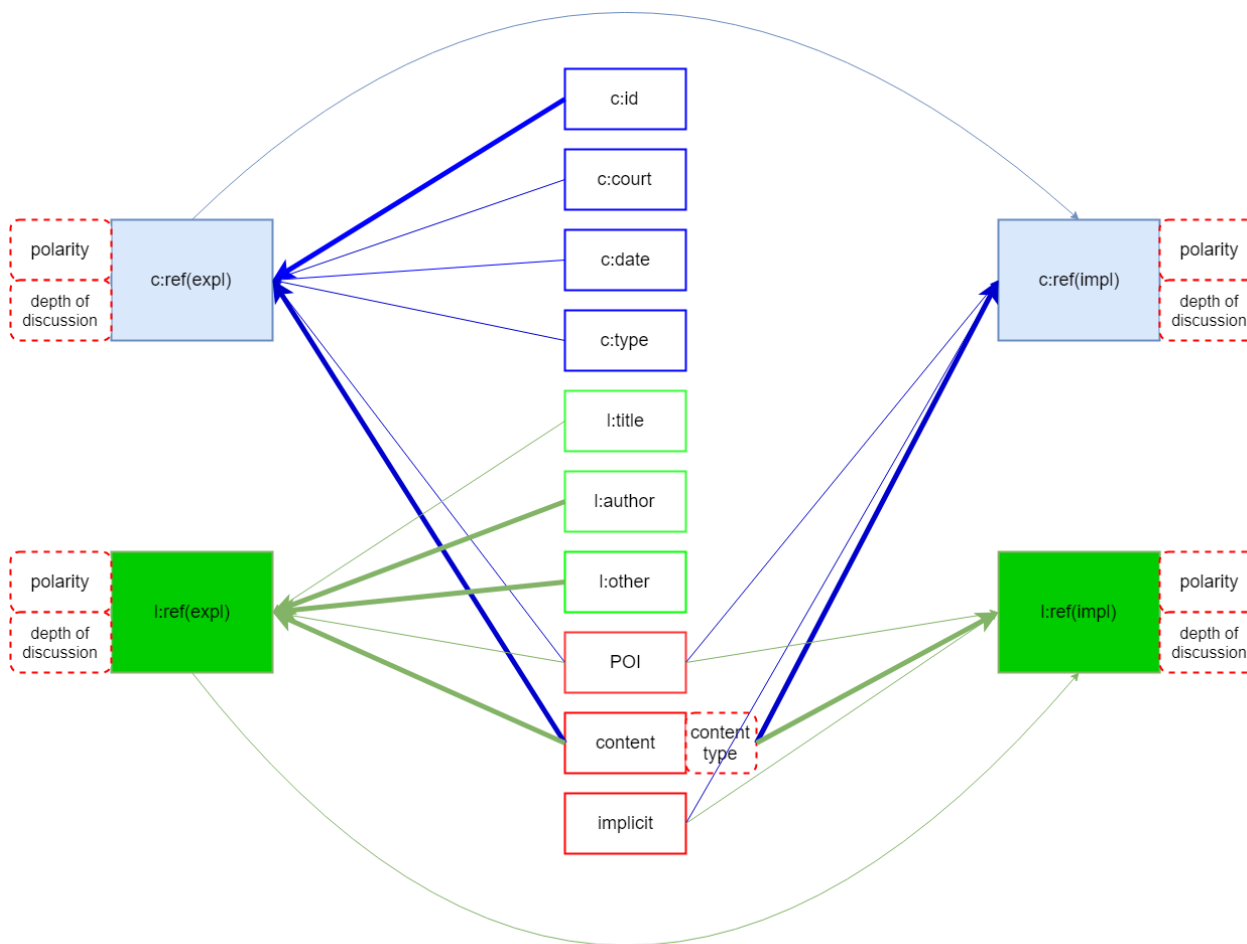 c:id
c:court
polarity
depth of
discussion
c:ref(expl)
c:date
c:type
c:ref(impl)
polarity
depth of
discussion
l:title
l:author
l:other
polarity
depth of
discussion
l:ref(expl)
POI
l:ref(impl)
polarity
depth of
discussion
content
content
type
implicit